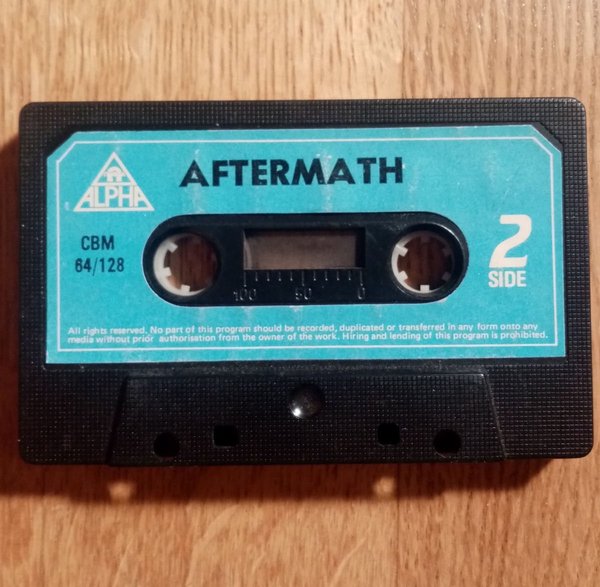 ALPHA
AFTERMATH
CBM
64/128
2
SIDE
100 50 0
All rights reserved. No part of this program should be recorded, duplicated or transferred in any form onto any
media without prior authorisation from the owner of the work. Hiring and lending of this program is prohibited.